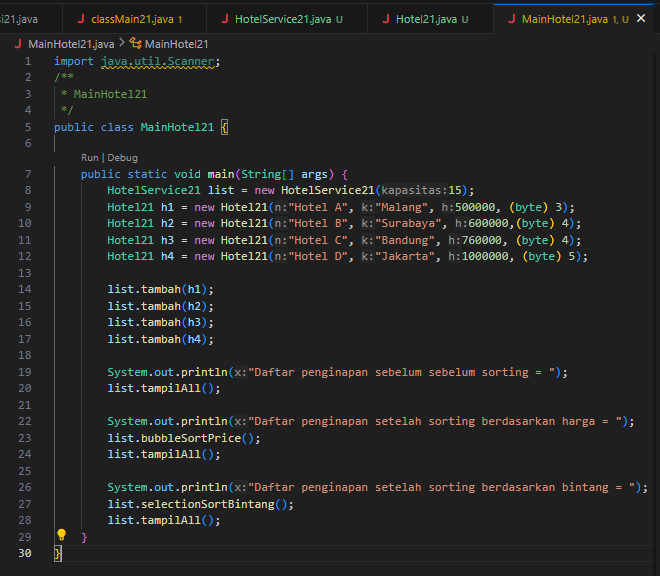 si21.java
J classMain21.java 1
J HotelService21.java U
J Hotel21.java U
J MainHotel21.java 1, U ×
J MainHotel21.java > MainHotel21
1 import java.util.Scanner;
2 /**
3 * MainHotel21
4 */
5 public class MainHotel21 {
6
Run | Debug
7 public static void main(String[] args) {
8 HotelService21 list = new HotelService21(kapasitas:15);
9 Hotel21 h1 = new Hotel21(n:"Hotel A", k:"Malang", h:500000, (byte) 3);
10 Hotel21 h2 = new Hotel21(n:"Hotel B", k:"Surabaya", h:600000,(byte) 4);
11 Hotel21 h3 = new Hotel21(n:"Hotel C", k:"Bandung", h:760000, (byte) 4);
12 Hotel21 h4 = new Hotel21(n:"Hotel D", k:"Jakarta", h:1000000, (byte) 5);
13
14 list.tambah(h1);
15 list.tambah(h2);
16 list.tambah(h3);
17 list.tambah(h4);
18
19 System.out.println(x:"Daftar penginapan sebelum sebelum sorting = ");
20 list.tampilAll();
21
22 System.out.println(x:"Daftar penginapan setelah sorting berdasarkan harga = ");
23 list.bubbleSortPrice();
24 list.tampilAll();
25
26 System.out.println(x:"Daftar penginapan setelah sorting berdasarkan bintang = ");
27 list.selectionSortBintang();
28 list.tampilAll();
29 }
30 }